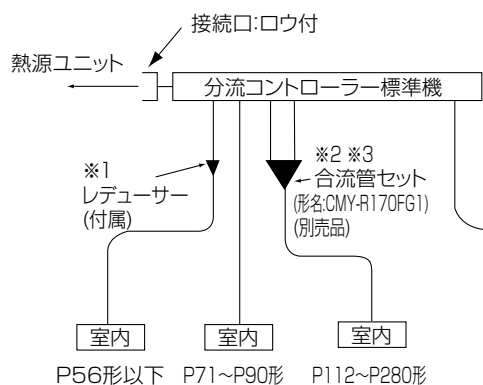 接続口:ロウ付
熱源ユニット
分流コントローラー標準機
※1
レデューサー
(付属)
※2 ※3
合流管セット
(形名:CMY-R170FG1)
(別売品)
室内
室内
室内
P56形以下
P71~P90形
P112~P280形